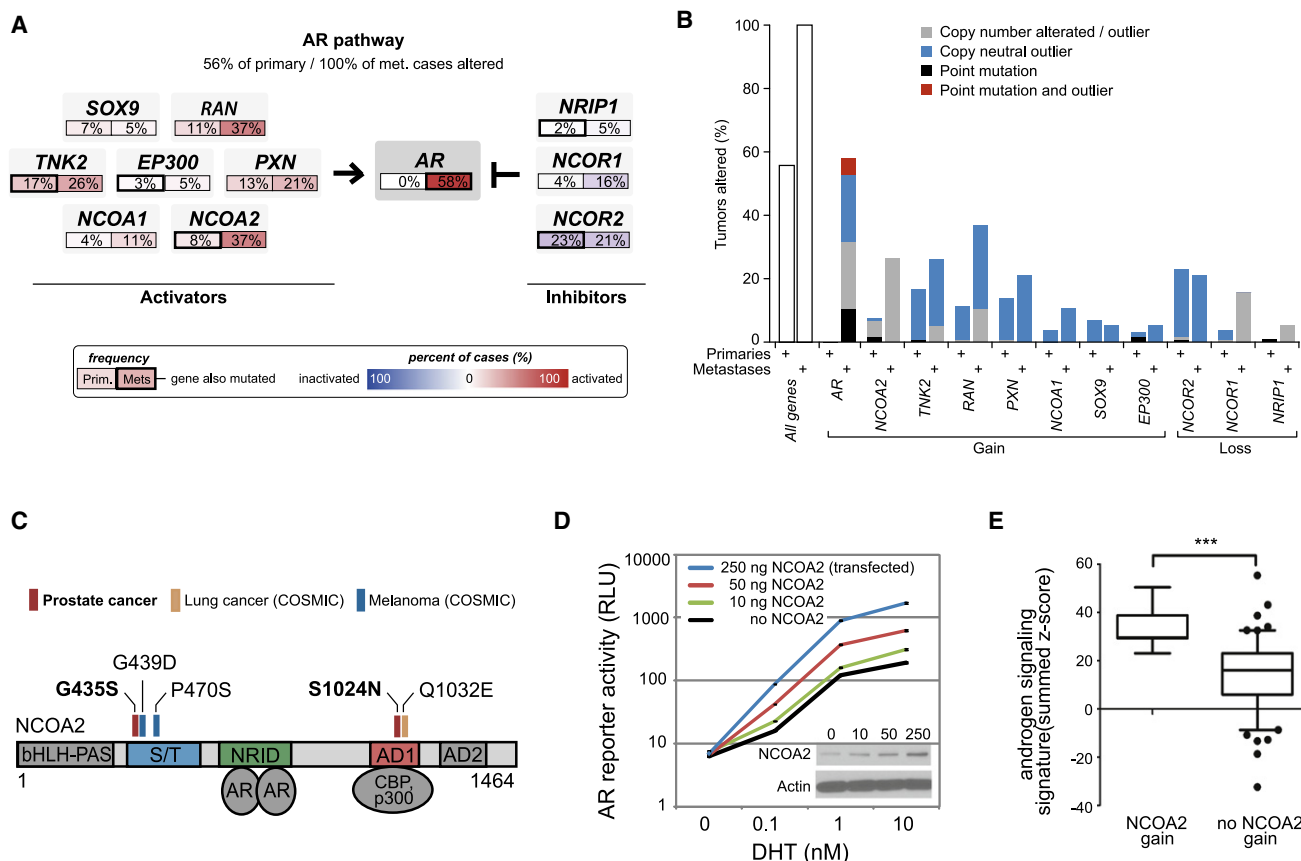 A
AR pathway
56% of primary / 100% of met. cases altered
SOX9
7% 5%
RAN
11% 37%
TNK2
17% 26%
EP300
3% 5%
PXN
13% 21%
NCOA1
4% 11%
NCOA2
8% 37%
AR
0% 58%
NRIP1
2% 5%
NCOR1
4% 16%
NCOR2
23% 21%
Activators
Inhibitors
frequency
Prim. Mets
gene also mutated
percent of cases (%)
inactivated 100 0 100 activated
B
Copy number altered / outlier
Copy neutral outlier
Point mutation
Point mutation and outlier
Tumors altered (%)
100
80
60
40
20
0
Primaries + + + + + + + + + + + +
Metastases + + + + + + + + + + + +
All genes
AR
NCOA2
TNK2
RAN
PXN
NCOA1
SOX9
EP300
NCOR2
NCOR1
NRIP1
Gain
Loss
C
Prostate cancer
Lung cancer (COSMIC)
Melanoma (COSMIC)
G439D
G435S
P470S
S1024N
Q1032E
NCOA2
bHLH-PAS S/T NRID AD1 AD2
1
1464
AR AR
CBP,
p300
D
AR reporter activity (RLU)
10000
1000
100
10
1
250 ng NCOA2 (transfected)
50 ng NCOA2
10 ng NCOA2
no NCOA2
0 10 50 250
NCOA2
Actin
0 0.1 1 10
DHT (nM)
E
***
androgen signaling
signature(summed z-score)
60
40
20
0
-20
-40
NCOA2
gain
no NCOA2
gain